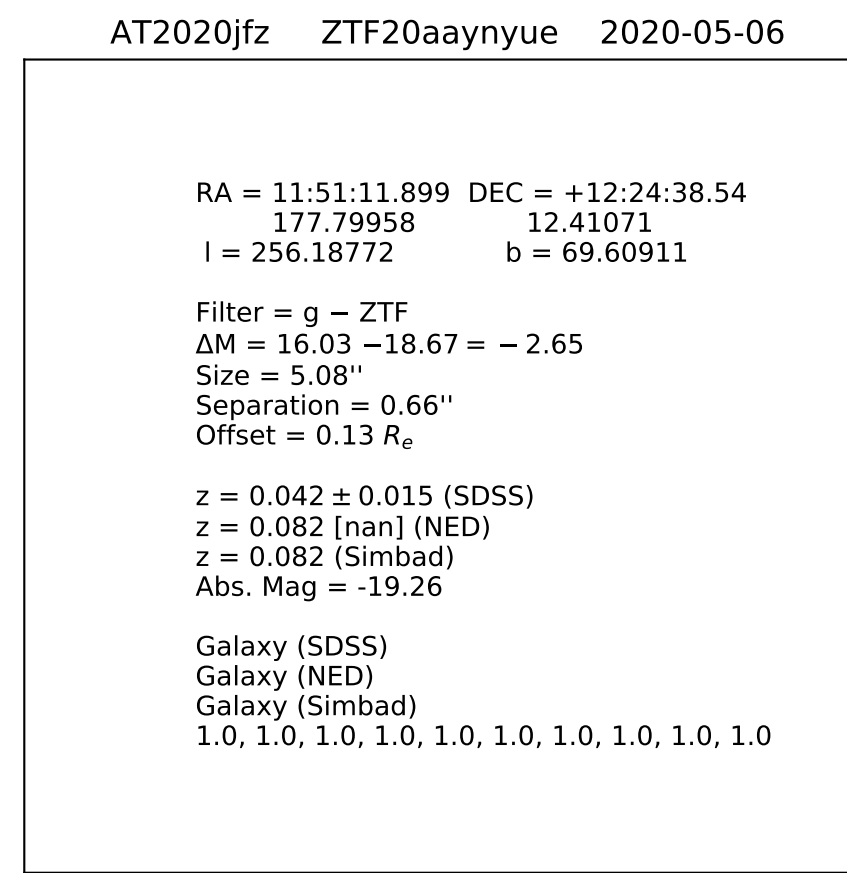 AT2020jfz ZTF20aaynyue 2020-05-06
RA = 11:51:11.899 DEC = +12:24:38.54
177.79958 12.41071
l = 256.18772 b = 69.60911
Filter = g − ZTF
ΔM = 16.03 −18.67 = − 2.65
Size = 5.08''
Separation = 0.66''
Offset = 0.13 Re
z = 0.042 ± 0.015 (SDSS)
z = 0.082 [nan] (NED)
z = 0.082 (Simbad)
Abs. Mag = -19.26
Galaxy (SDSS)
Galaxy (NED)
Galaxy (Simbad)
1.0, 1.0, 1.0, 1.0, 1.0, 1.0, 1.0, 1.0, 1.0, 1.0